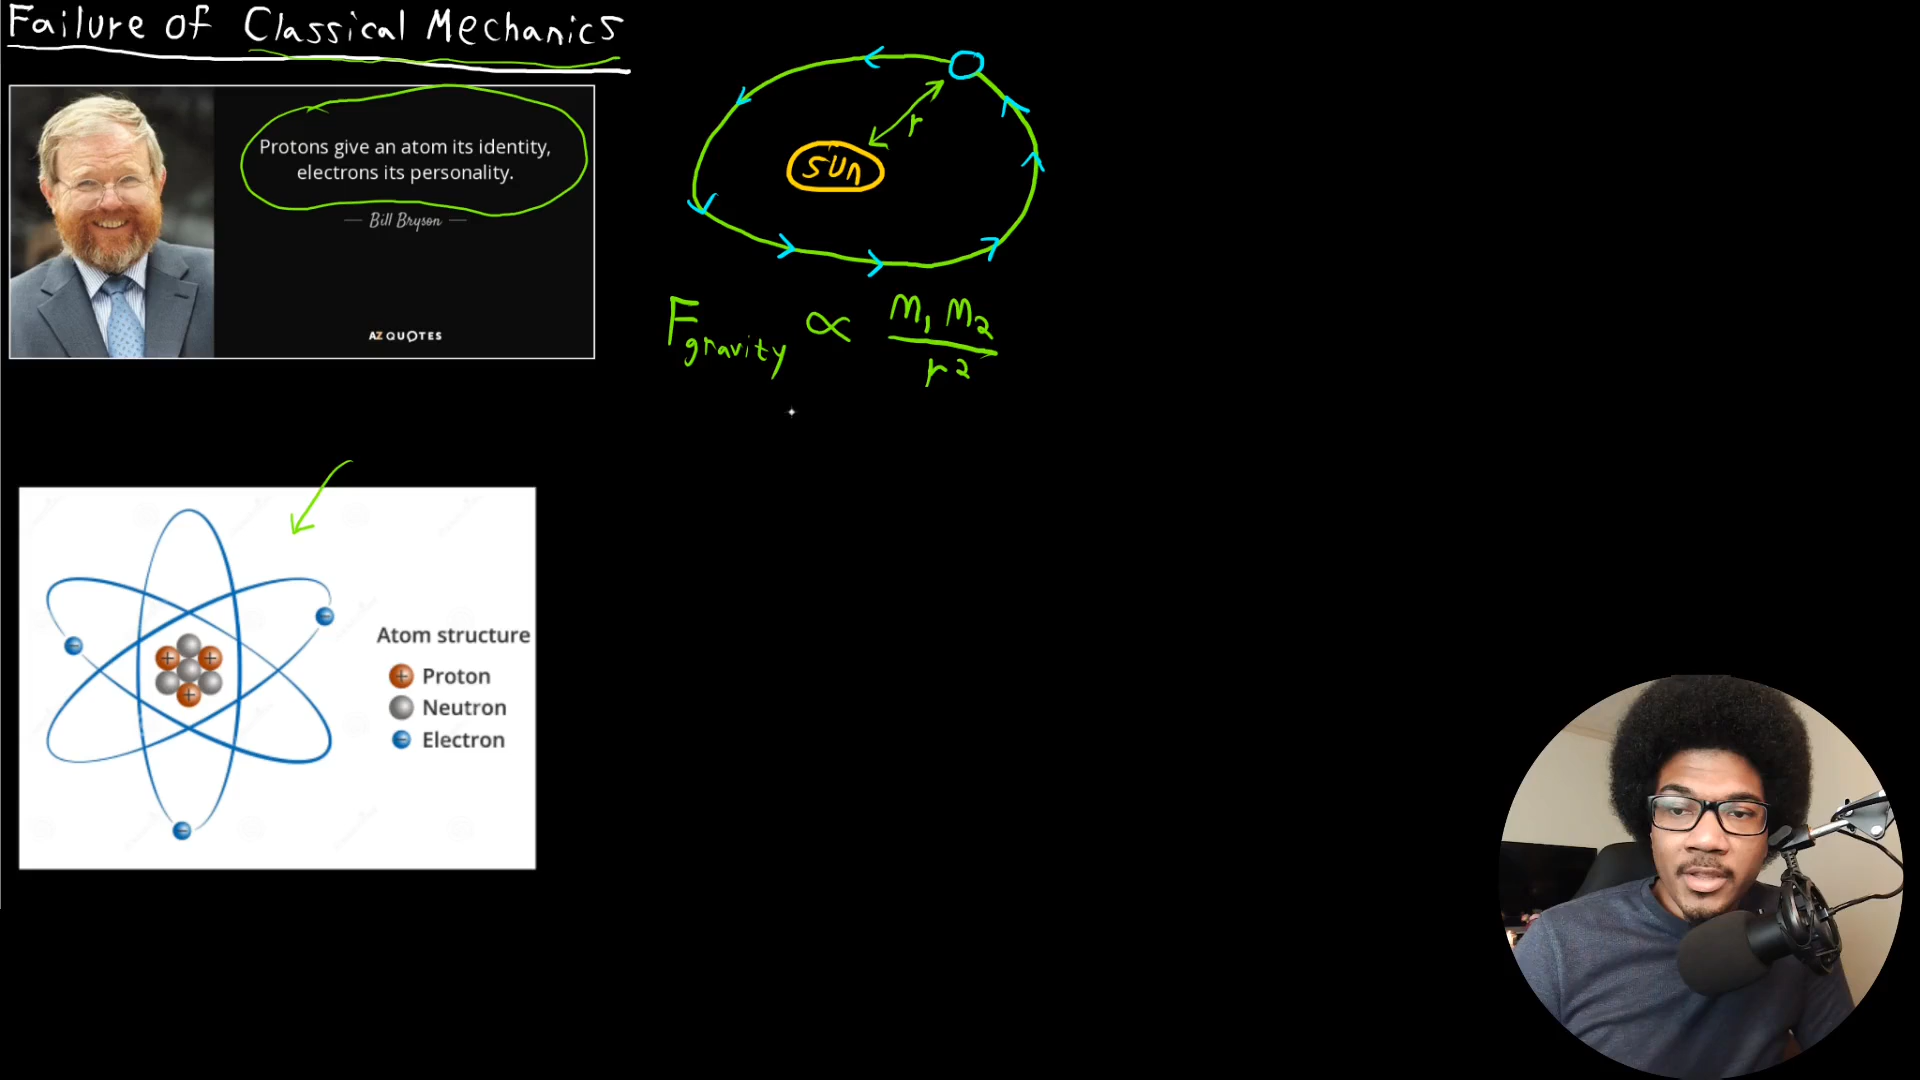 Failure of Classical Mechanics
Protons give an atom its identity,
electrons its personality.
— Bill Bryson —
AZ QUOTES
r
sun
F gravity ∝ m₁ m₂ / r²
Atom structure
+ Proton
Neutron
− Electron